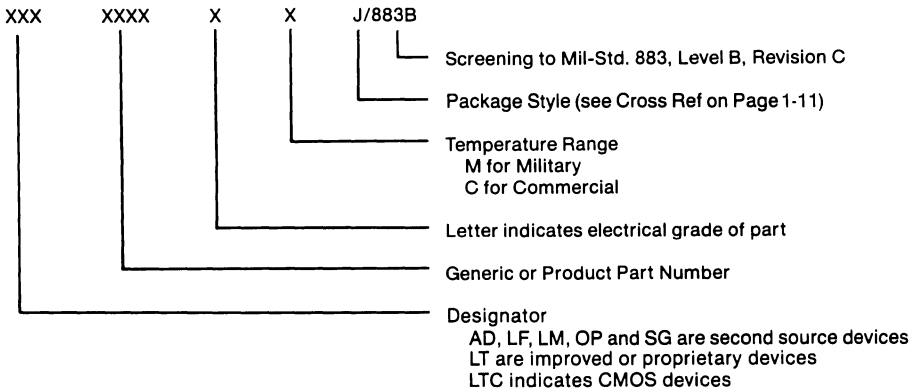 XXX XXXX X X J/883B
Screening to Mil-Std. 883, Level B, Revision C
Package Style (see Cross Ref on Page 1-11)
Temperature Range
M for Military
C for Commercial
Letter indicates electrical grade of part
Generic or Product Part Number
Designator
AD, LF, LM, OP and SG are second source devices
LT are improved or proprietary devices
LTC indicates CMOS devices